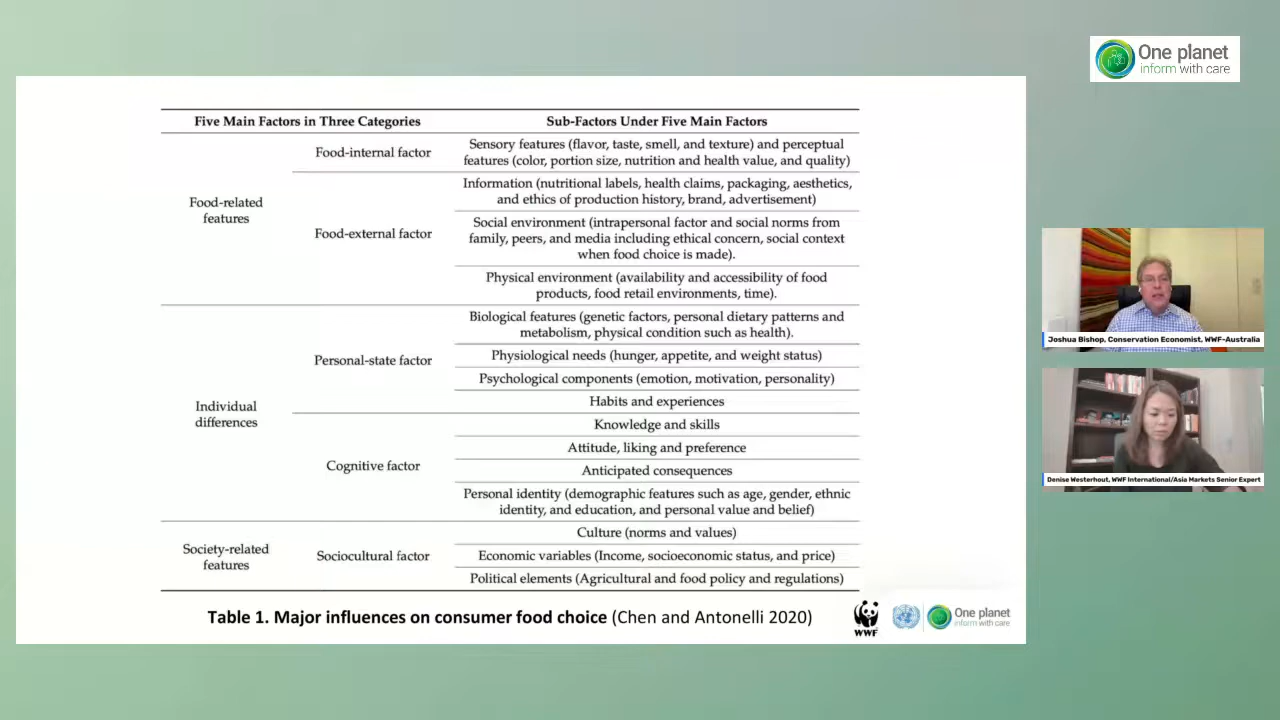 One planet
inform with care
Five Main Factors in Three Categories
Sub-Factors Under Five Main Factors
Food-related
features
Food-internal factor
Sensory features (flavor, taste, smell, and texture) and perceptual
features (color, portion size, nutrition and health value, and quality)
Food-external factor
Information (nutritional labels, health claims, packaging, aesthetics,
and ethics of production history, brand, advertisement)
Social environment (intrapersonal factor and social norms from
family, peers, and media including ethical concern, social context
when food choice is made).
Physical environment (availability and accessibility of food
products, food retail environments, time).
Individual
differences
Personal-state factor
Biological features (genetic factors, personal dietary patterns and
metabolism, physical condition such as health).
Physiological needs (hunger, appetite, and weight status)
Psychological components (emotion, motivation, personality)
Habits and experiences
Cognitive factor
Knowledge and skills
Attitude, liking and preference
Anticipated consequences
Personal identity (demographic features such as age, gender, ethnic
identity, and education, and personal value and belief)
Society-related
features
Sociocultural factor
Culture (norms and values)
Economic variables (Income, socioeconomic status, and price)
Political elements (Agricultural and food policy and regulations)
Table 1. Major influences on consumer food choice (Chen and Antonelli 2020)
WWF
One planet
inform with care
Joshua Bishop, Conservation Economist, WWF-Australia
Denise Westerhout, WWF International/Asia Markets Senior Expert